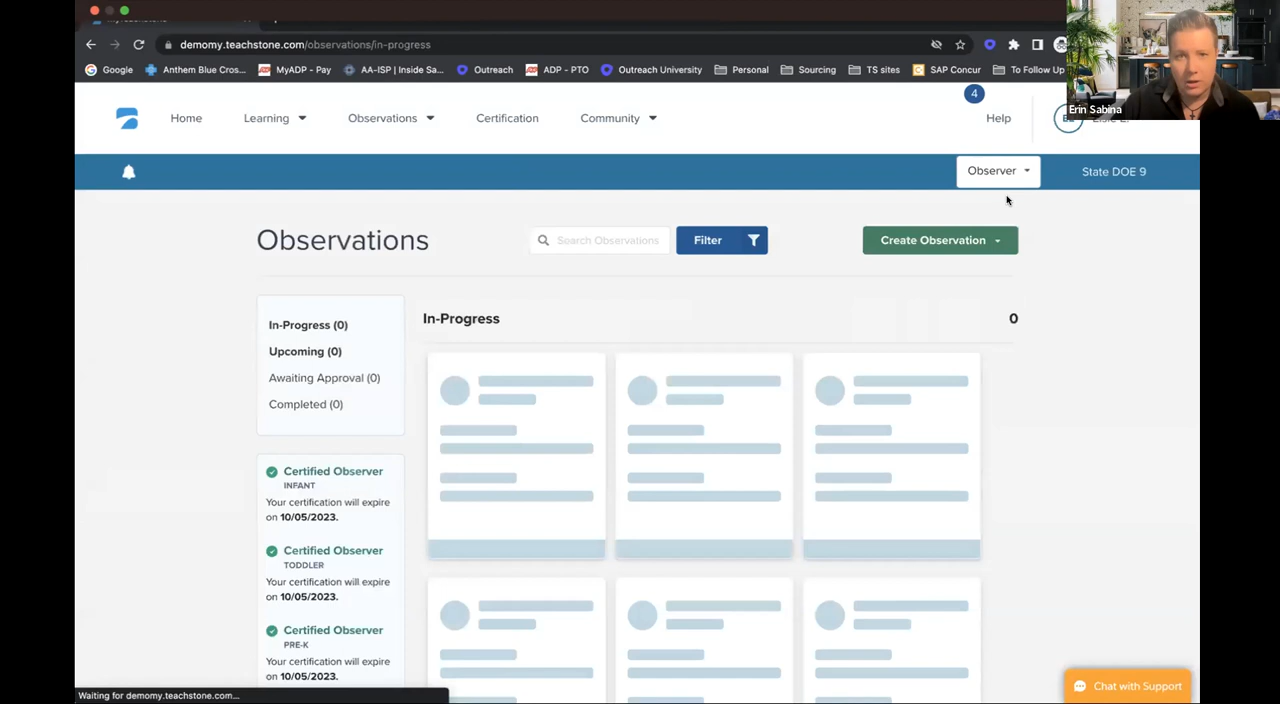 demomy.teachstone.com/observations/in-progress
Google Anthem Blue Cros... MyADP - Pay AA-ISP | Inside Sa... Outreach ADP - PTO Outreach University Personal Sourcing TS sites SAP Concur To Follow Up
Erin Sabina
4
Home Learning Observations Certification Community Help
Observer State DOE 9
Observations Search Observations Filter Create Observation
In-Progress (0)
Upcoming (0)
Awaiting Approval (0)
Completed (0)
In-Progress 0
Certified Observer
INFANT
Your certification will expire
on 10/05/2023.
Certified Observer
TODDLER
Your certification will expire
on 10/05/2023.
Certified Observer
PRE-K
Your certification will expire
on 10/05/2023.
Waiting for demomy.teachstone.com...
Chat with Support